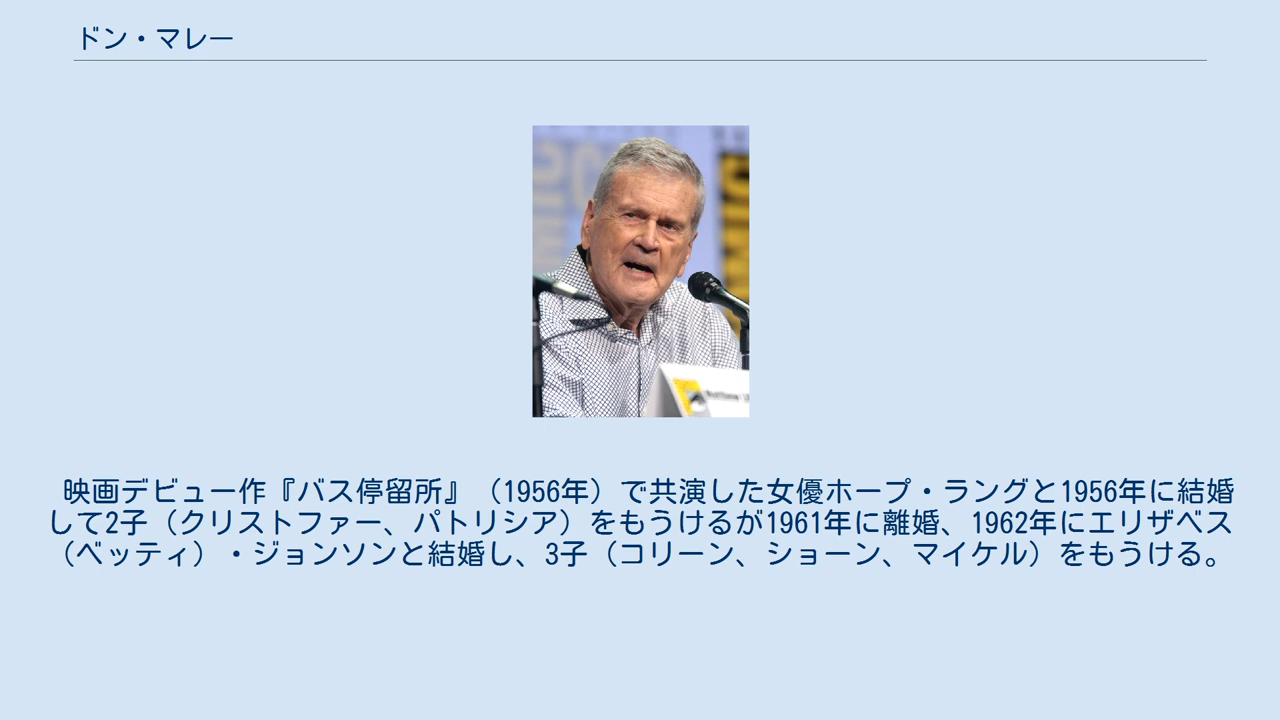 ドン・マレー
映画デビュー作『バス停留所』（1956年）で共演した女優ホープ・ラングと1956年に結婚
して2子（クリストファー、パトリシア）をもうけるが1961年に離婚、1962年にエリザベス
（ベッティ）・ジョンソンと結婚し、3子（コリーン、ショーン、マイケル）をもうける。